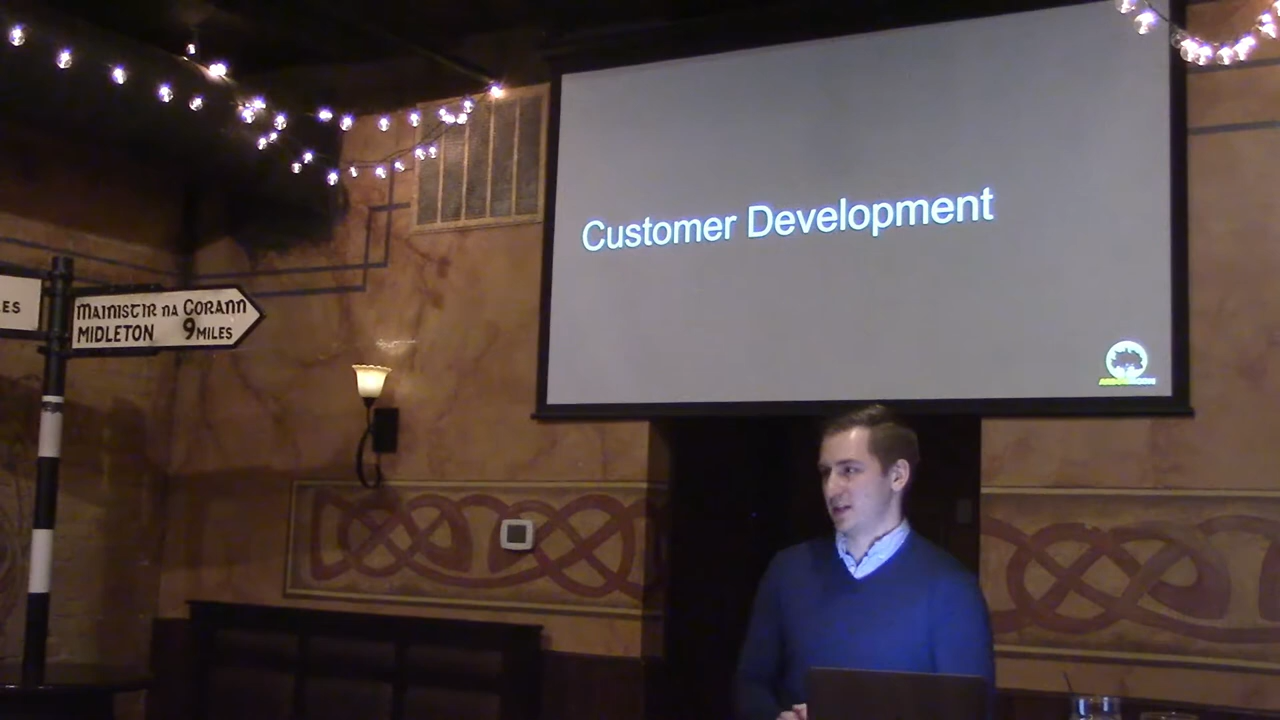 Customer Development
ES
Mainistir na Corann
MIDLETON 9 MILES